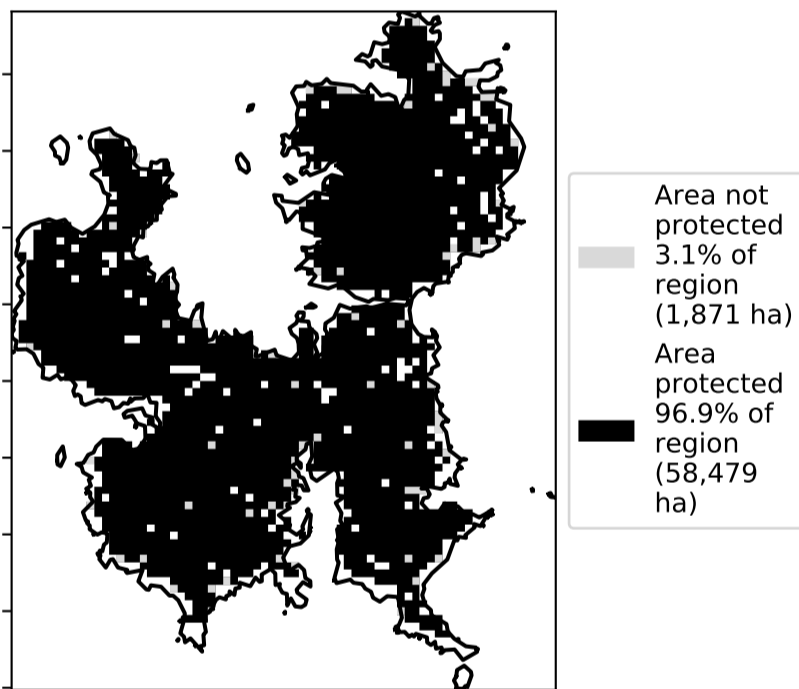 Area not
protected
3.1% of
region
(1,871 ha)
Area
protected
96.9% of
region
(58,479
ha)